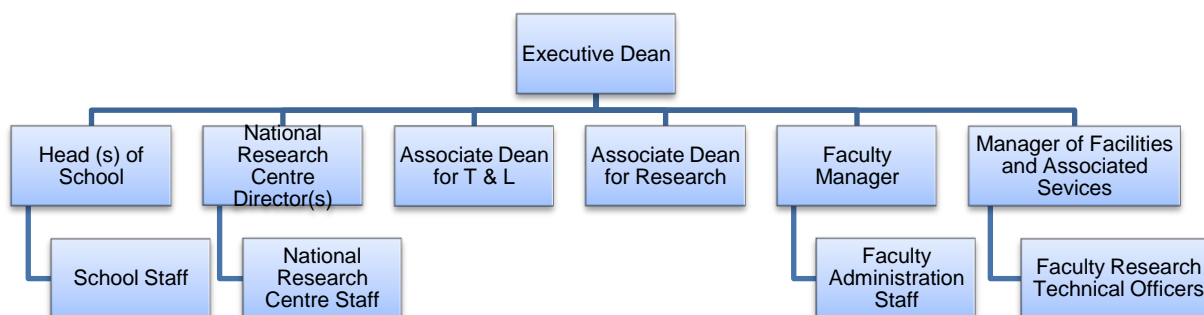 Executive Dean
Head (s) of
School
National
Research
Centre
Director(s)
Associate Dean
for T & L
Associate Dean
for Research
Faculty
Manager
Manager of Facilities
and Associated
Sevices
School Staff
National
Research
Centre Staff
Faculty
Administration
Staff
Faculty Research
Technical Officers